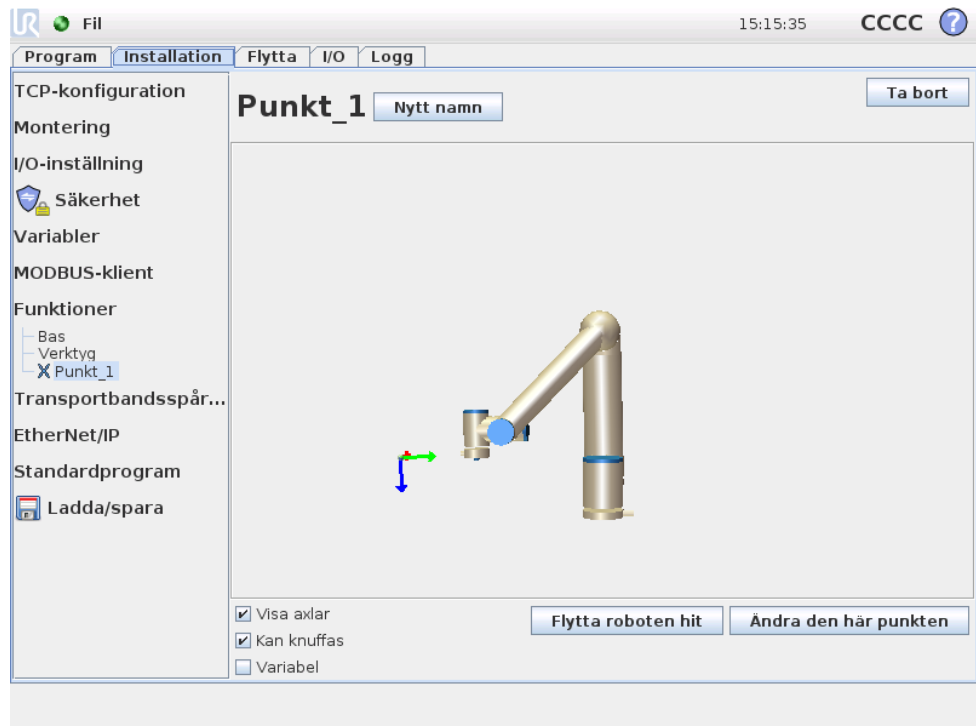 UR Fil 15:15:35 CCCC ?
Program Installation Flytta I/O Logg
TCP-konfiguration
Montering
I/O-inställning
Säkerhet
Variabler
MODBUS-klient
Funktioner
Bas
Verktyg
Punkt_1
Transportbandsspår...
EtherNet/IP
Standardprogram
Ladda/spara
Punkt_1 Nytt namn Ta bort
Visa axlar
Kan knuffas
Variabel
Flytta roboten hit Ändra den här punkten